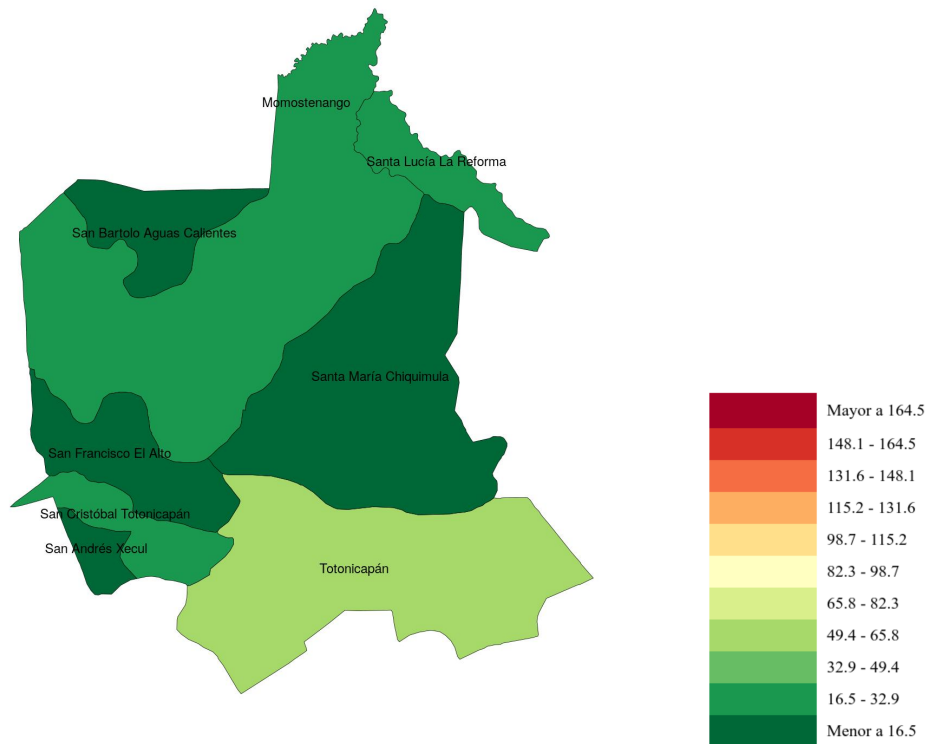 Momostenango
Santa Lucía La Reforma
San Bartolo Aguas Calientes
Santa María Chiquimula
San Francisco El Alto
San Cristóbal Totonicapán
San Andrés Xecul
Totonicapán
Mayor a 164.5
148.1 - 164.5
131.6 - 148.1
115.2 - 131.6
98.7 - 115.2
82.3 - 98.7
65.8 - 82.3
49.4 - 65.8
32.9 - 49.4
16.5 - 32.9
Menor a 16.5